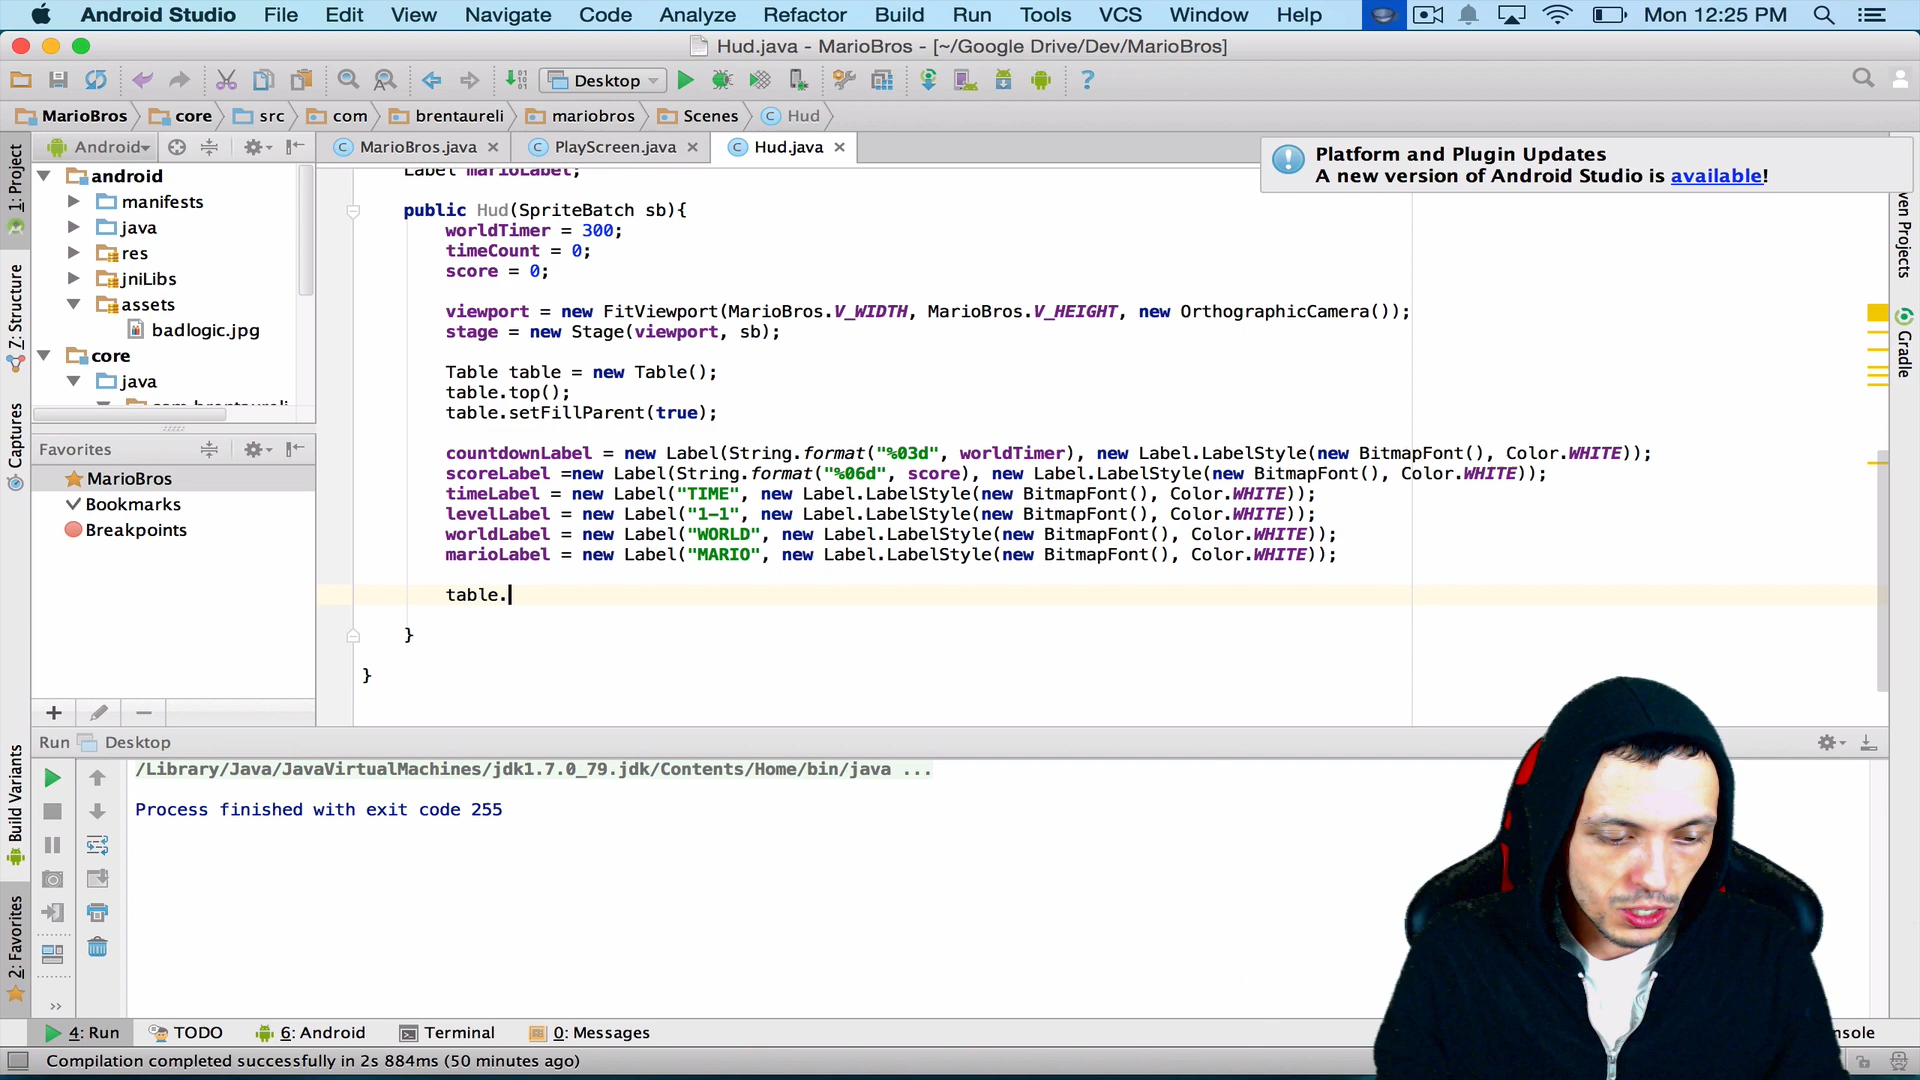 Android Studio File Edit View Navigate Code Analyze Refactor Build Run Tools VCS Window Help Mon 12:25 PM
Hud.java - MarioBros - [~/Google Drive/Dev/MarioBros]
Desktop
MarioBros core src com brentaureli mariobros Scenes Hud
Android
MarioBros.java PlayScreen.java Hud.java
Platform and Plugin Updates
A new version of Android Studio is available!
1: Project
Z: Structure
Captures
Build Variants
2: Favorites
android
manifests
java
res
jniLibs
assets
badlogic.jpg
core
java
Favorites
MarioBros
Bookmarks
Breakpoints
Label marioLabel;
public Hud(SpriteBatch sb){
worldTimer = 300;
timeCount = 0;
score = 0;
viewport = new FitViewport(MarioBros.V_WIDTH, MarioBros.V_HEIGHT, new OrthographicCamera());
stage = new Stage(viewport, sb);
Table table = new Table();
table.top();
table.setFillParent(true);
countdownLabel = new Label(String.format("%03d", worldTimer), new Label.LabelStyle(new BitmapFont(), Color.WHITE));
scoreLabel =new Label(String.format("%06d", score), new Label.LabelStyle(new BitmapFont(), Color.WHITE));
timeLabel = new Label("TIME", new Label.LabelStyle(new BitmapFont(), Color.WHITE));
levelLabel = new Label("1-1", new Label.LabelStyle(new BitmapFont(), Color.WHITE));
worldLabel = new Label("WORLD", new Label.LabelStyle(new BitmapFont(), Color.WHITE));
marioLabel = new Label("MARIO", new Label.LabelStyle(new BitmapFont(), Color.WHITE));
table.
}
}
ven Projects
Gradle
Run Desktop
/Library/Java/JavaVirtualMachines/jdk1.7.0_79.jdk/Contents/Home/bin/java ...
Process finished with exit code 255
4: Run TODO 6: Android Terminal 0: Messages nsole
Compilation completed successfully in 2s 884ms (50 minutes ago)